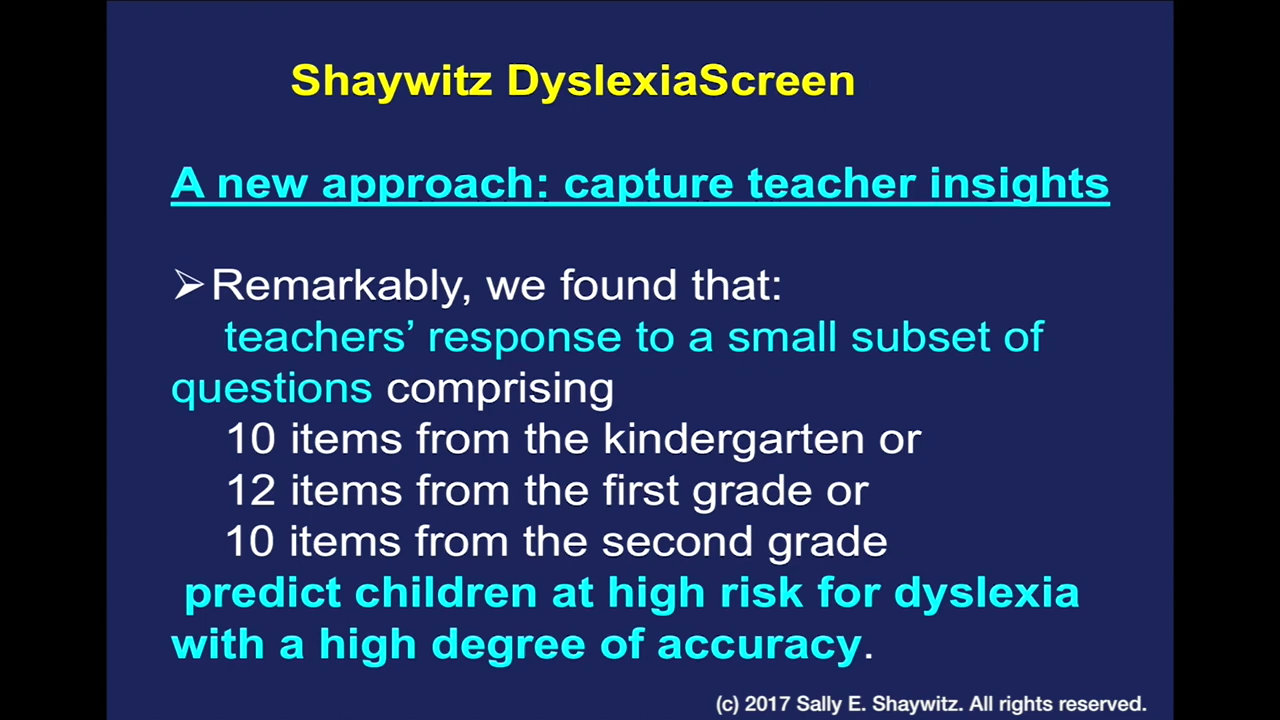 Shaywitz DyslexiaScreen
A new approach: capture teacher insights
➢Remarkably, we found that:
teachers’ response to a small subset of
questions comprising
10 items from the kindergarten or
12 items from the first grade or
10 items from the second grade
predict children at high risk for dyslexia
with a high degree of accuracy.
(c) 2017 Sally E. Shaywitz. All rights reserved.